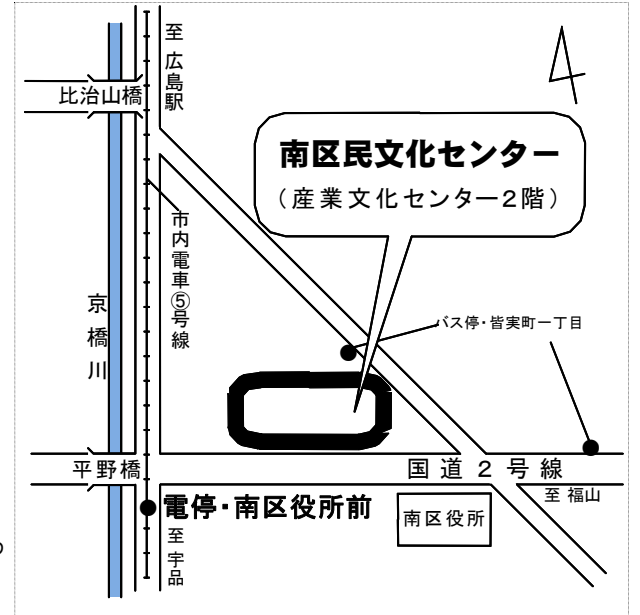 至 広島駅
比治山橋
南区民文化センター
（産業文化センター2階）
市内電車⑤号線
京橋川
バス停・皆実町一丁目
平野橋
国道2号線
至 福山
電停・南区役所前
南区役所
至 宇品